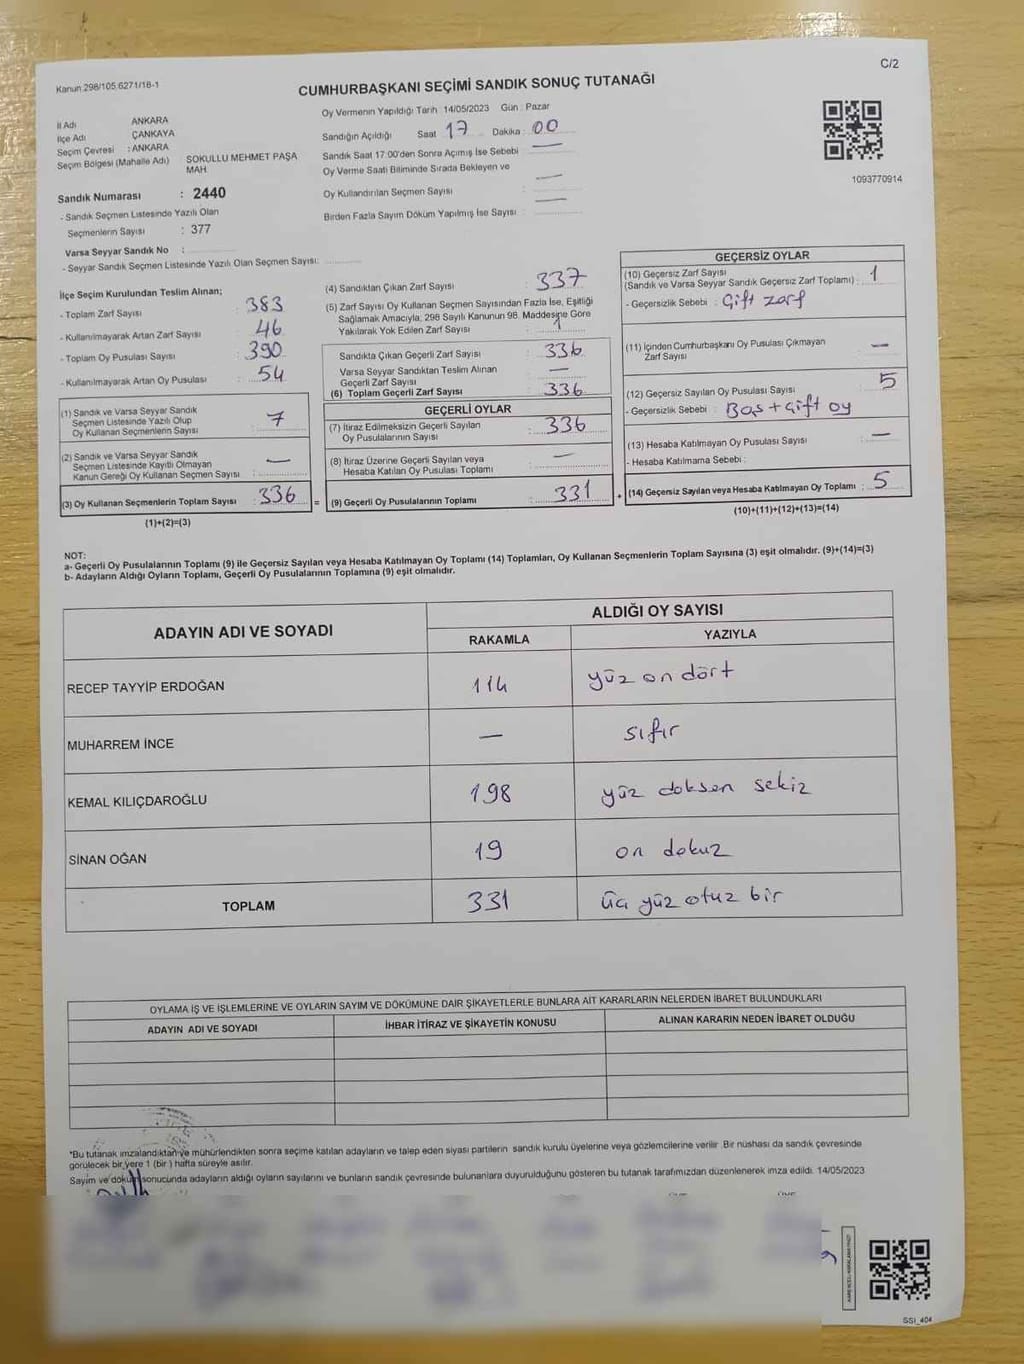 Kanun 298/105,6271/18-1
C/2
CUMHURBAŞKANI SEÇİMİ SANDIK SONUÇ TUTANAĞI
İl Adı ANKARA
İlçe Adı ÇANKAYA
Seçim Çevresi : ANKARA
Seçim Bölgesi (Mahalle Adı) SOKULLU MEHMET PAŞA MAH.
Sandık Numarası : 2440
- Sandık Seçmen Listesinde Yazılı Olan
Seçmenlerin Sayısı : 377
Varsa Seyyar Sandık No :
- Seyyar Sandık Seçmen Listesinde Yazılı Olan Seçmen Sayısı:
Oy Vermenin Yapıldığı Tarih 14/05/2023 Gün : Pazar
Sandığın Açıldığı Saat 17 Dakika : 00
Sandık Saat 17:00'den Sonra Açımış İse Sebebi : —
Oy Verme Saati Bitiminde Sırada Bekleyen ve
Oy Kullandırılan Seçmen Sayısı : —
Birden Fazla Sayım Döküm Yapılmış İse Sayısı : —
1093770914
İlçe Seçim Kurulundan Teslim Alınan;
- Toplam Zarf Sayısı : 383
- Kullanılmayarak Artan Zarf Sayısı : 46
- Toplam Oy Pusulası Sayısı : 390
- Kullanılmayarak Artan Oy Pusulası : 54
(1) Sandık ve Varsa Seyyar Sandık
Seçmen Listesinde Yazılı Olup
Oy Kullanan Seçmenlerin Sayısı : 7
(2) Sandık ve Varsa Seyyar Sandık
Seçmen Listesinde Kayıtlı Olmayan
Kanun Gereği Oy Kullanan Seçmen Sayısı : —
(3) Oy Kullanan Seçmenlerin Toplam Sayısı : 336
(1)+(2)=(3)
=
(4) Sandıktan Çıkan Zarf Sayısı : 337
(5) Zarf Sayısı Oy Kullanan Seçmen Sayısından Fazla İse, Eşitliği
Sağlamak Amacıyla; 298 Sayılı Kanunun 98. Maddesine Göre
Yakılarak Yok Edilen Zarf Sayısı : 1
Sandıkta Çıkan Geçerli Zarf Sayısı : 336
Varsa Seyyar Sandıktan Teslim Alınan
Geçerli Zarf Sayısı : —
(6) Toplam Geçerli Zarf Sayısı : 336
GEÇERLİ OYLAR
(7) İtiraz Edilmeksizin Geçerli Sayılan
Oy Pusulalarının Sayısı : 336
(8) İtiraz Üzerine Geçerli Sayılan veya
Hesaba Katılan Oy Pusulası Toplamı : —
(9) Geçerli Oy Pusulalarının Toplamı : 331
+
GEÇERSİZ OYLAR
(10) Geçersiz Zarf Sayısı
(Sandık ve Varsa Seyyar Sandık Geçersiz Zarf Toplamı) : 1
- Geçersizlik Sebebi : Çift zarf
(11) İçinden Cumhurbaşkanı Oy Pusulası Çıkmayan
Zarf Sayısı : —
(12) Geçersiz Sayılan Oy Pusulası Sayısı : 5
- Geçersizlik Sebebi : Boş + Çift oy
(13) Hesaba Katılmayan Oy Pusulası Sayısı : —
- Hesaba Katılmama Sebebi :
(14) Geçersiz Sayılan veya Hesaba Katılmayan Oy Toplamı : 5
(10)+(11)+(12)+(13)=(14)
NOT:
a- Geçerli Oy Pusulalarının Toplamı (9) ile Geçersiz Sayılan veya Hesaba Katılmayan Oy Toplamı (14) Toplamları, Oy Kullanan Seçmenlerin Toplam Sayısına (3) eşit olmalıdır. (9)+(14)=(3)
b- Adayların Aldığı Oyların Toplamı, Geçerli Oy Pusulalarının Toplamına (9) eşit olmalıdır.
ADAYIN ADI VE SOYADI
ALDIĞI OY SAYISI
RAKAMLA YAZIYLA
RECEP TAYYİP ERDOĞAN 114 yüz on dört
MUHARREM İNCE — sıfır
KEMAL KILIÇDAROĞLU 198 yüz doksan sekiz
SİNAN OĞAN 19 on dokuz
TOPLAM 331 üç yüz otuz bir
OYLAMA İŞ VE İŞLEMLERİNE VE OYLARIN SAYIM VE DÖKÜMÜNE DAİR ŞİKAYETLERLE BUNLARA AİT KARARLARIN NELERDEN İBARET BULUNDUKLARI
ADAYIN ADI VE SOYADI İHBAR İTİRAZ VE ŞİKAYETİN KONUSU ALINAN KARARIN NEDEN İBARET OLDUĞU
*Bu tutanak imzalandıktan ve mühürlendikten sonra seçime katılan adayların ve talep eden siyasi partilerin sandık kurulu üyelerine veya gözlemcilerine verilir. Bir nüshası da sandık çevresinde
görülecek bir yere 1 (bir) hafta süreyle asılır.
Sayım ve döküm sonucunda adayların aldığı oyların sayılarını ve bunların sandık çevresinde bulunanlara duyurulduğunu gösteren bu tutanak tarafımızdan düzenlenerek imza edildi. 14/05/2023
SSI_404